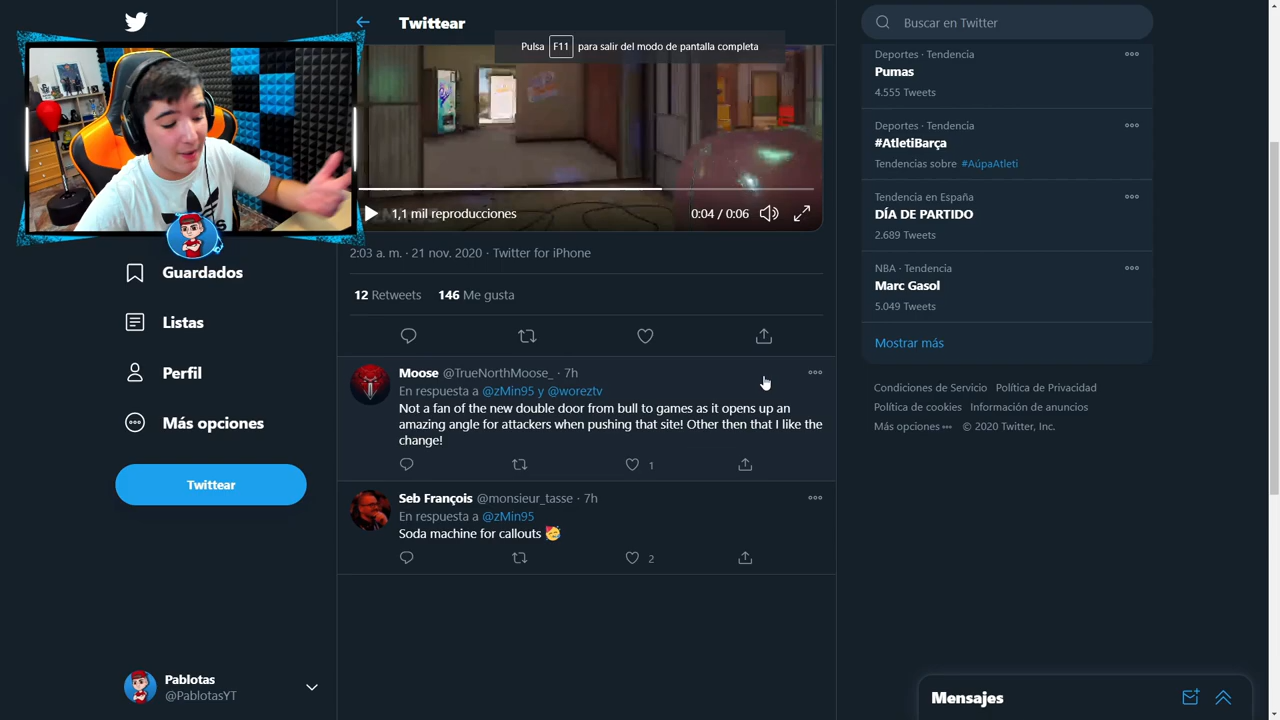 Twittear
Buscar en Twitter
Pulsa F11 para salir del modo de pantalla completa
Deportes · Tendencia
Pumas
4.555 Tweets
Deportes · Tendencia
#AtletiBarça
Tendencias sobre #AúpaAtleti
Tendencia en España
DÍA DE PARTIDO
2.689 Tweets
NBA · Tendencia
Marc Gasol
5.049 Tweets
Mostrar más
Condiciones de Servicio Política de Privacidad
Política de cookies Información de anuncios
Más opciones © 2020 Twitter, Inc.
1,1 mil reproducciones
0:04 / 0:06
2:03 a. m. · 21 nov. 2020 · Twitter for iPhone
12 Retweets 146 Me gusta
Moose @TrueNorthMoose_ · 7h
En respuesta a @zMin95 y @woreztv
Not a fan of the new double door from bull to games as it opens up an
amazing angle for attackers when pushing that site! Other then that I like the
change!
1
Seb François @monsieur_tasse · 7h
En respuesta a @zMin95
Soda machine for callouts 🥳
2
Guardados
Listas
Perfil
Más opciones
Twittear
Pablotas
@PablotasYT
Mensajes